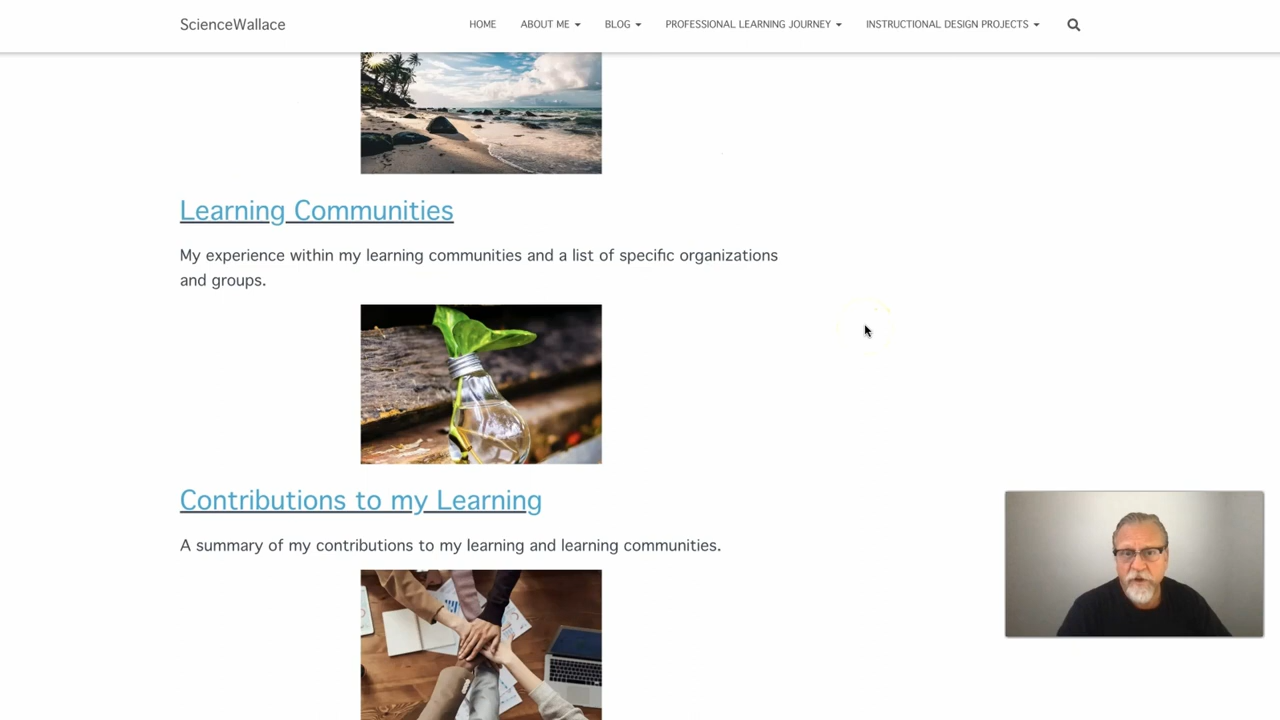 ScienceWallace
HOME
ABOUT ME
BLOG
PROFESSIONAL LEARNING JOURNEY
INSTRUCTIONAL DESIGN PROJECTS
Learning Communities
My experience within my learning communities and a list of specific organizations
and groups.
Contributions to my Learning
A summary of my contributions to my learning and learning communities.